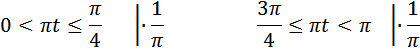 0 < πt ≤ π/4 | · 1/π    3π/4 ≤ πt < π | · 1/π